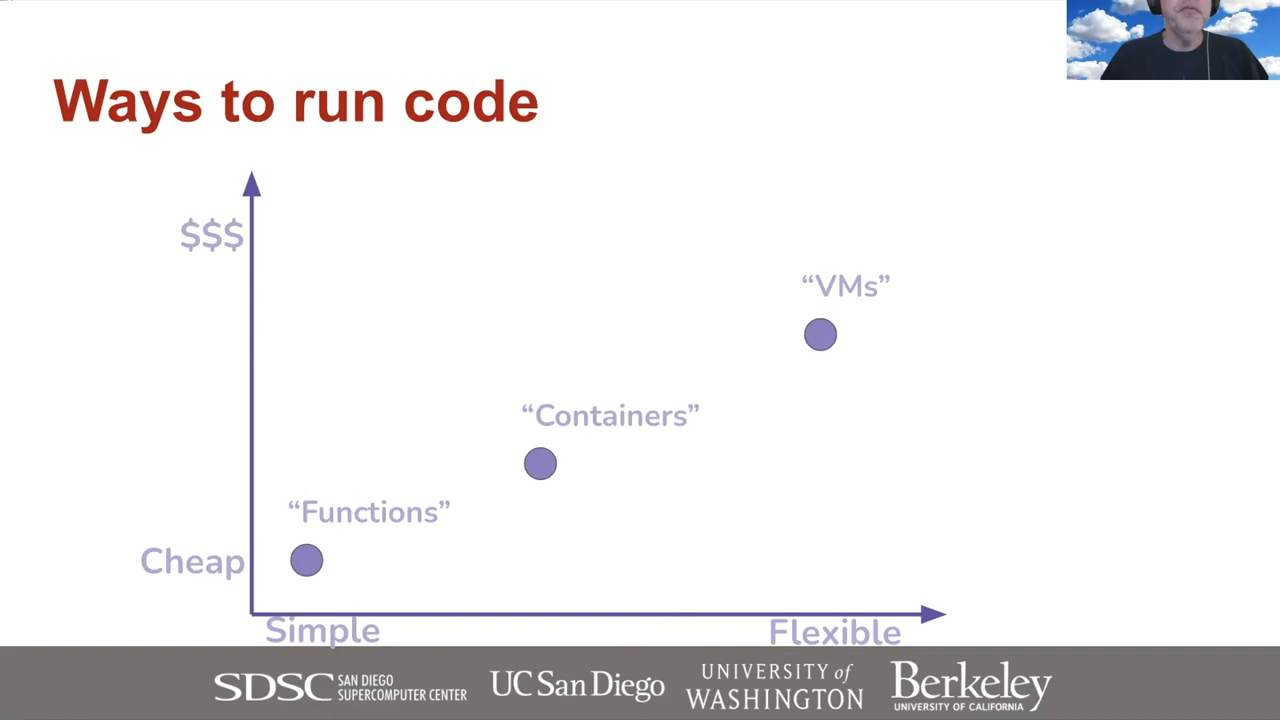 Ways to run code
$$$
“VMs”
“Containers”
“Functions”
Cheap
Simple
Flexible
SDSC SAN DIEGO SUPERCOMPUTER CENTER
UC San Diego
UNIVERSITY of WASHINGTON
Berkeley
UNIVERSITY OF CALIFORNIA